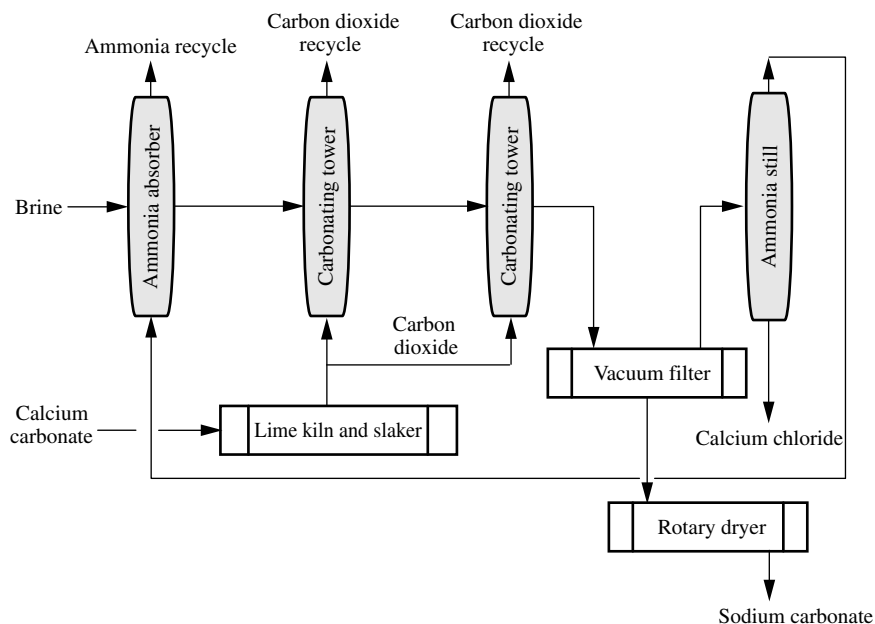 Ammonia recycle
Carbon dioxide
recycle
Carbon dioxide
recycle
Brine
Ammonia absorber
Carbonating tower
Carbonating tower
Ammonia still
Carbon
dioxide
Vacuum filter
Calcium
carbonate
Lime kiln and slaker
Calcium chloride
Rotary dryer
Sodium carbonate